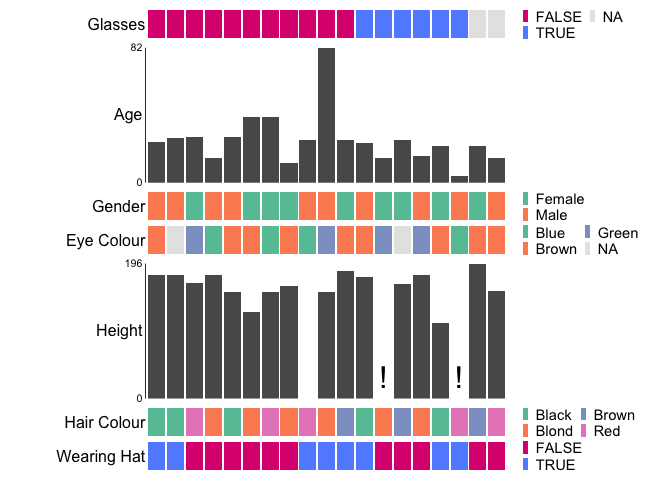 Glasses
FALSE NA
TRUE
82
Age
0
Gender
Female
Male
Eye Colour
Blue Green
Brown NA
196
Height
! !
0
Hair Colour
Black Brown
Blond Red
Wearing Hat
FALSE
TRUE